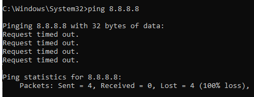 C:\Windows\System32>ping 8.8.8.8
Pinging 8.8.8.8 with 32 bytes of data:
Request timed out.
Request timed out.
Request timed out.
Request timed out.
Ping statistics for 8.8.8.8:
Packets: Sent = 4, Received = 0, Lost = 4 (100% loss),